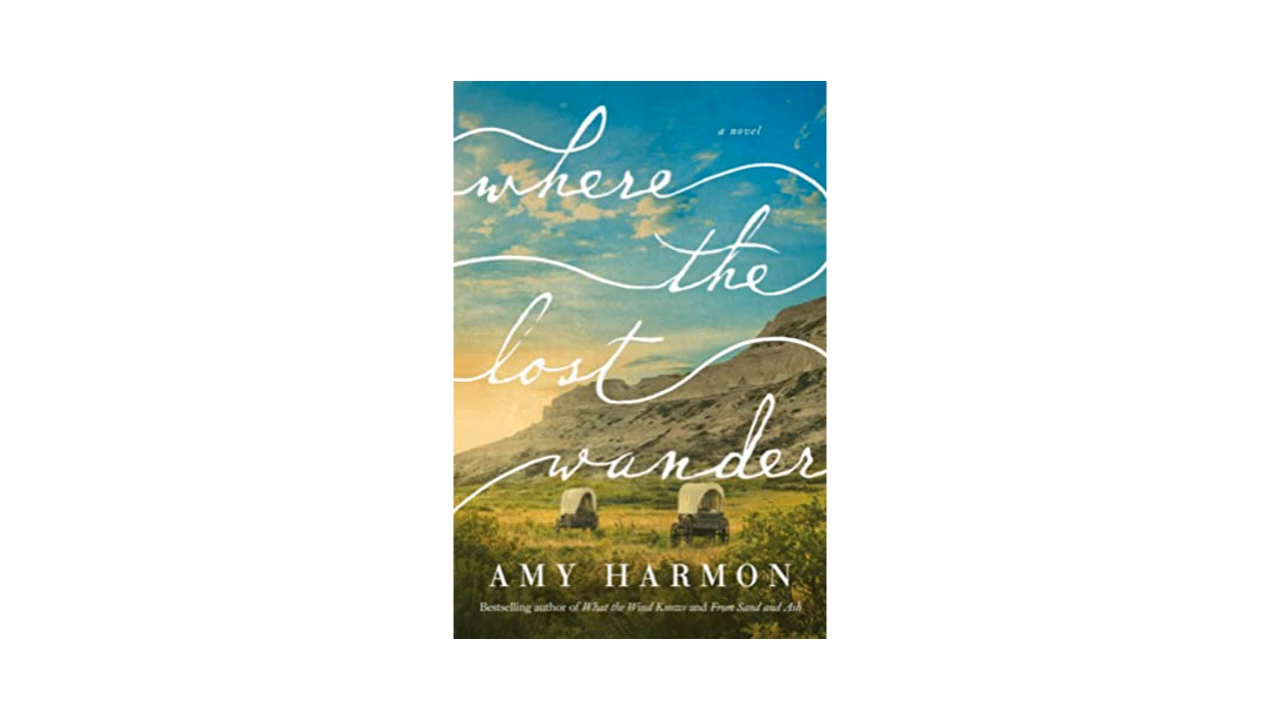 a novel
where
the
lost
wander
AMY HARMON
Bestselling author of What the Wind Knows and From Sand and Ash